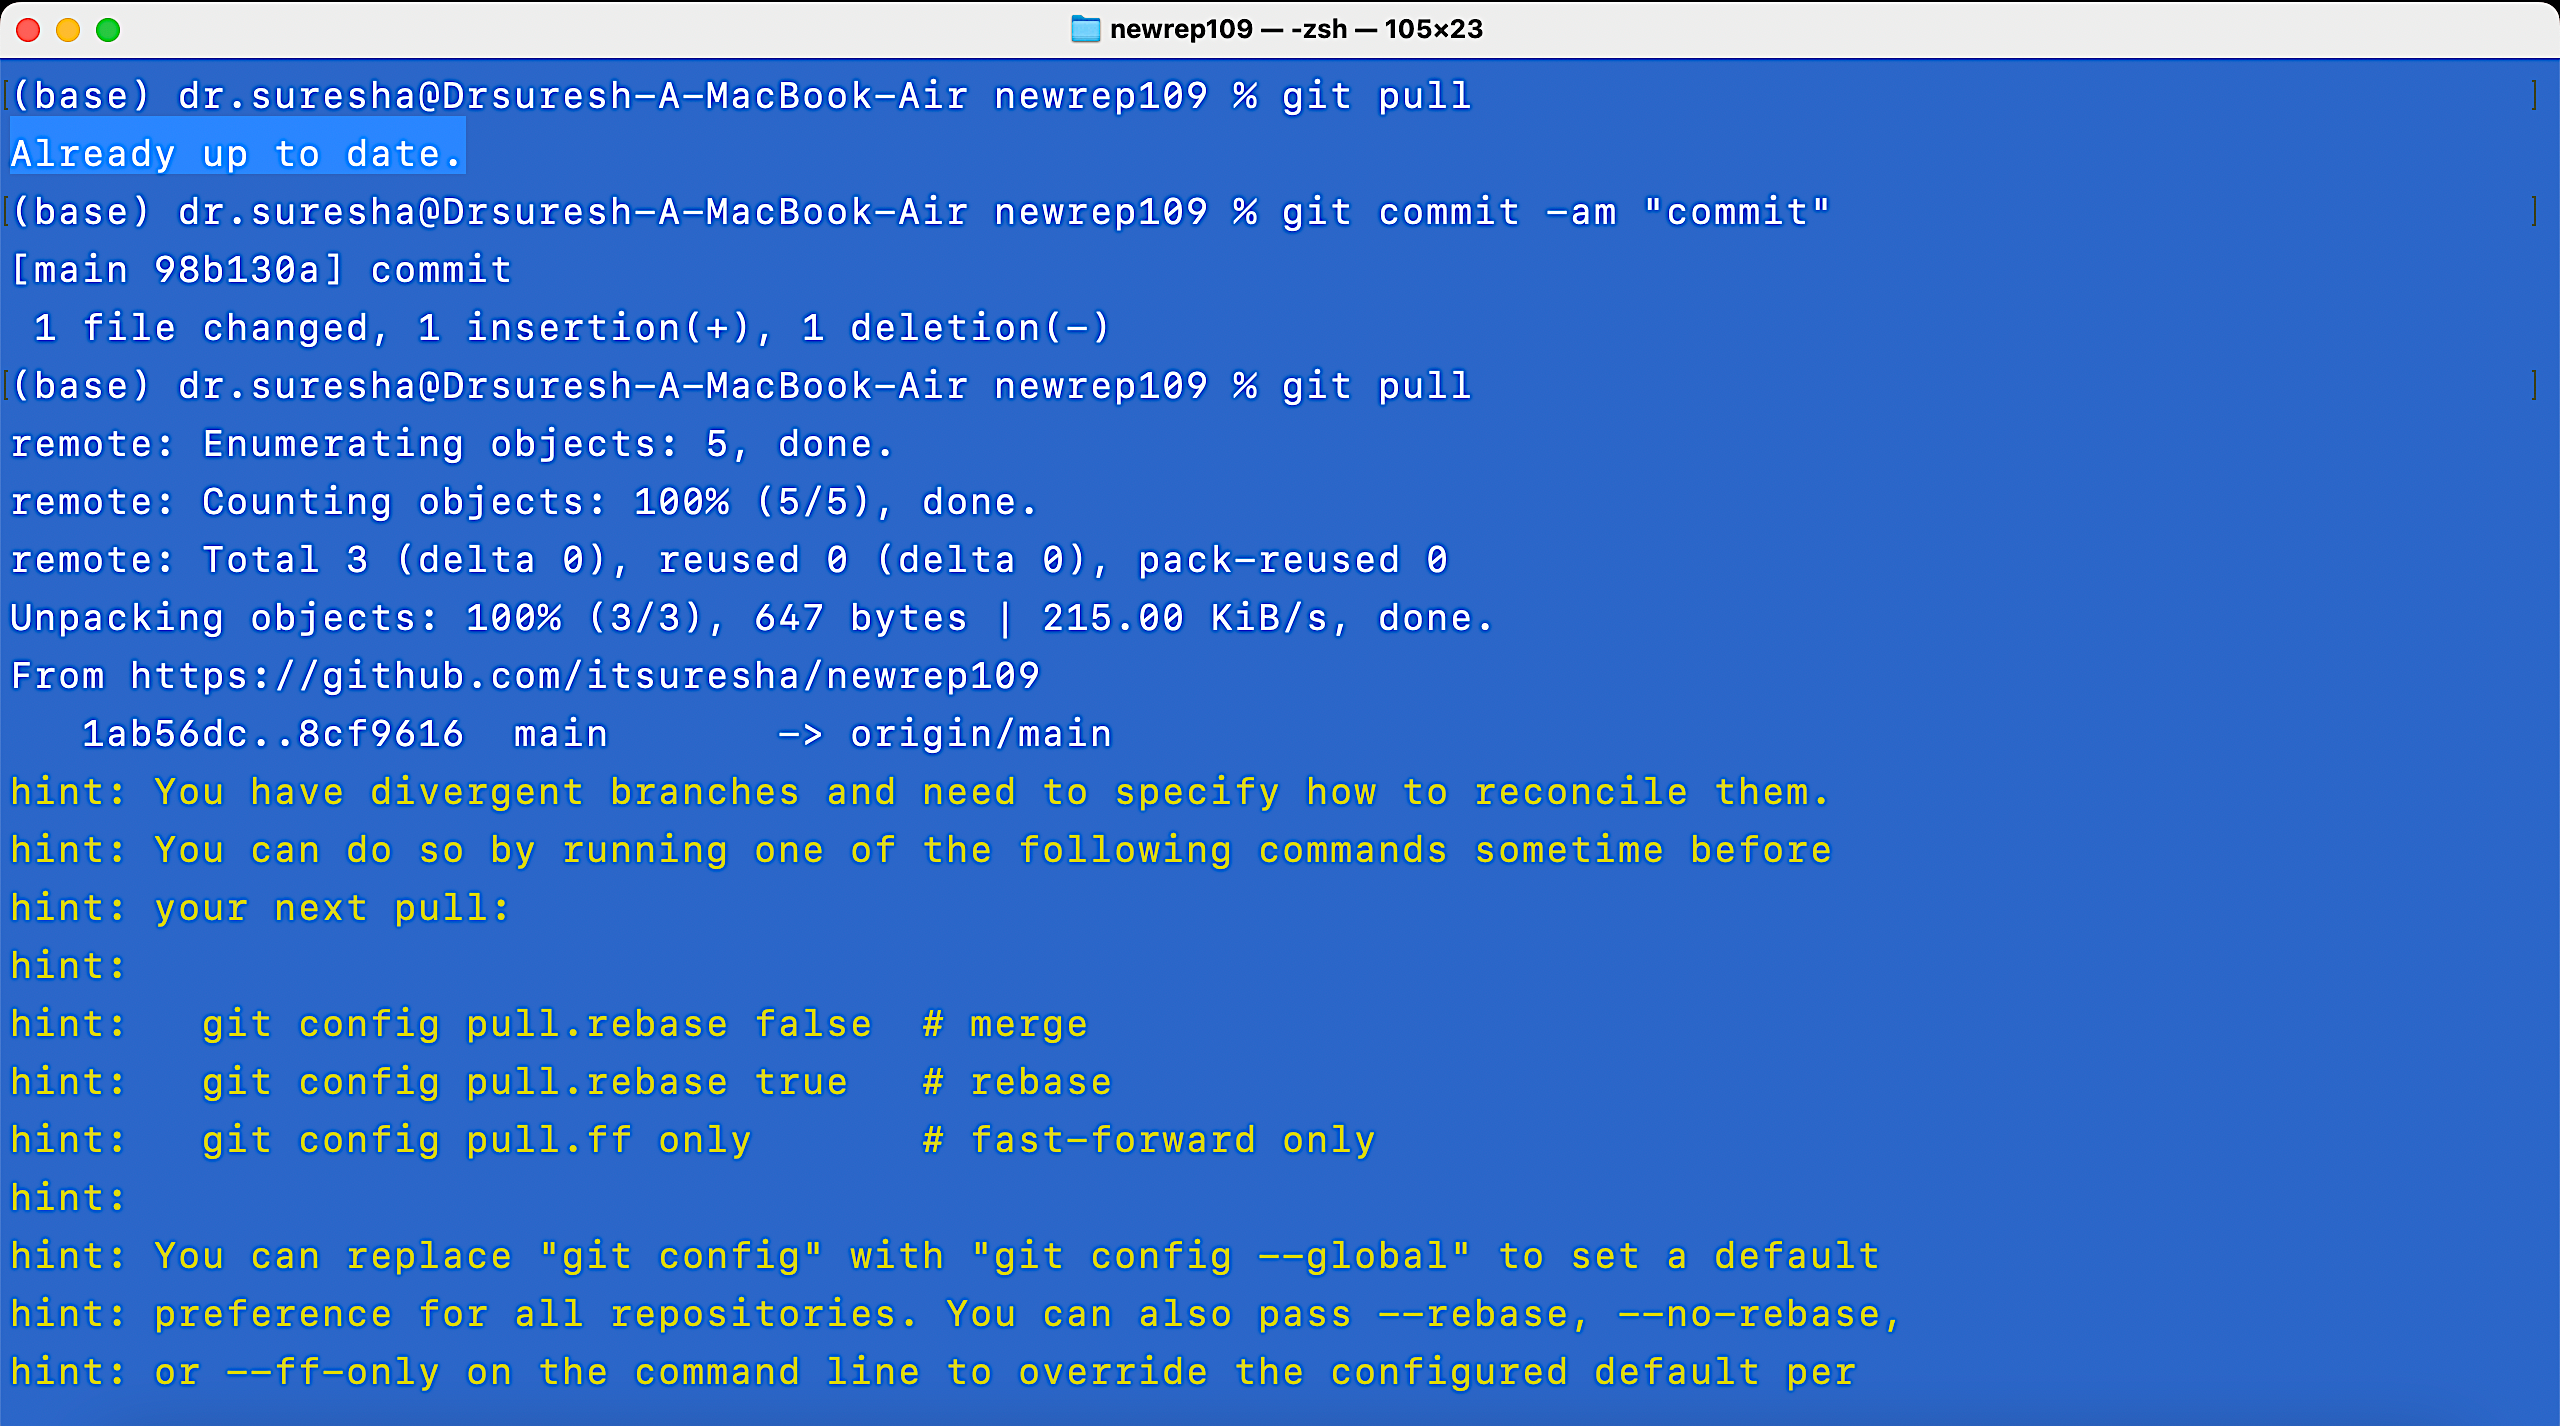 newrep109 — -zsh — 105×23
(base) dr.suresha@Drsuresh-A-MacBook-Air newrep109 % git pull
Already up to date.
(base) dr.suresha@Drsuresh-A-MacBook-Air newrep109 % git commit -am "commit"
[main 98b130a] commit
 1 file changed, 1 insertion(+), 1 deletion(-)
(base) dr.suresha@Drsuresh-A-MacBook-Air newrep109 % git pull
remote: Enumerating objects: 5, done.
remote: Counting objects: 100% (5/5), done.
remote: Total 3 (delta 0), reused 0 (delta 0), pack-reused 0
Unpacking objects: 100% (3/3), 647 bytes | 215.00 KiB/s, done.
From https://github.com/itsuresha/newrep109
   1ab56dc..8cf9616  main       -> origin/main
hint: You have divergent branches and need to specify how to reconcile them.
hint: You can do so by running one of the following commands sometime before
hint: your next pull:
hint:
hint:   git config pull.rebase false  # merge
hint:   git config pull.rebase true   # rebase
hint:   git config pull.ff only       # fast-forward only
hint:
hint: You can replace "git config" with "git config --global" to set a default
hint: preference for all repositories. You can also pass --rebase, --no-rebase,
hint: or --ff-only on the command line to override the configured default per